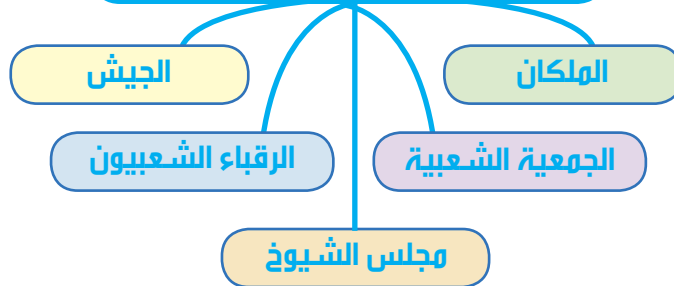 الملكان
الجيش
الجمعية الشعبية
الرقباء الشعبيون
مجلس الشيوخ